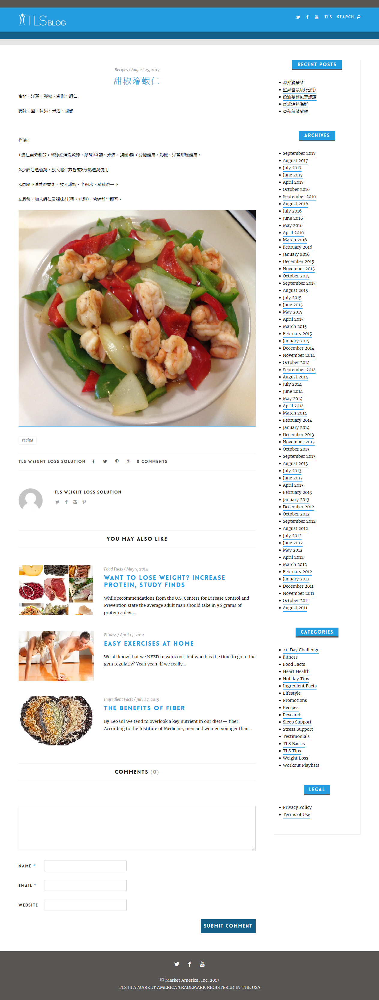 TLS BLOG
TLS SEARCH
Recipes / August 25, 2017
甜椒燴蝦仁
食材：洋蔥、彩椒、青椒、蝦仁
調味：鹽、味醂、米酒、胡椒
作法：
1.蝦仁由背劃開，將沙筋清洗乾淨，以醃料(鹽、米酒、胡椒)醃10分鐘備用。彩椒、洋蔥切塊備用。
2.少許油起油鍋，放入蝦仁煎香煎8分熟起鍋備用
3.原鍋下洋蔥炒香後，放入甜椒、半碗水，稍稍炒一下
4.最後，加入蝦仁及調味料(鹽、味醂)，快速炒勻即可。
recipe
TLS WEIGHT LOSS SOLUTION 0 COMMENTS
TLS WEIGHT LOSS SOLUTION
YOU MAY ALSO LIKE
Food Facts / May 7, 2014
WANT TO LOSE WEIGHT? INCREASE
PROTEIN, STUDY FINDS
While recommendations from the U.S. Centers for Disease Control and
Prevention state the average adult man should take in 56 grams of
protein a day,...
Fitness / April 13, 2012
EASY EXERCISES AT HOME
We all know that we NEED to work out, but who has the time to go to the
gym regularly? Yeah yeah, if we really...
Ingredient Facts / July 27, 2015
THE BENEFITS OF FIBER
By Leo Gil We tend to overlook a key nutrient in our diets— fiber!
According to the Institute of Medicine, men and women younger than...
COMMENTS (0)
NAME *
EMAIL *
WEBSITE
SUBMIT COMMENT
RECENT POSTS
涼拌龍鬚菜
堅果醬做法(比例)
奶油萵苣包蒼蠅頭
泰式涼拌海鮮
番茄蔬菜燉雞
ARCHIVES
September 2017
August 2017
July 2017
June 2017
April 2017
October 2016
September 2016
August 2016
July 2016
June 2016
May 2016
April 2016
March 2016
February 2016
January 2016
December 2015
November 2015
October 2015
September 2015
August 2015
July 2015
June 2015
May 2015
April 2015
March 2015
February 2015
January 2015
December 2014
November 2014
October 2014
September 2014
August 2014
July 2014
June 2014
May 2014
April 2014
March 2014
February 2014
January 2014
December 2013
November 2013
October 2013
September 2013
August 2013
July 2013
June 2013
April 2013
February 2013
January 2013
December 2012
October 2012
September 2012
August 2012
July 2012
June 2012
May 2012
April 2012
March 2012
February 2012
January 2012
December 2011
November 2011
October 2011
August 2011
CATEGORIES
21-Day Challenge
Fitness
Food Facts
Heart Health
Holiday Tips
Ingredient Facts
Lifestyle
Promotions
Recipes
Research
Sleep Support
Stress Support
Testimonials
TLS Basics
TLS Tips
Weight Loss
Workout Playlists
LEGAL
Privacy Policy
Terms of Use
© Market America, Inc. 2017
TLS IS A MARKET AMERICA TRADEMARK REGISTERED IN THE USA